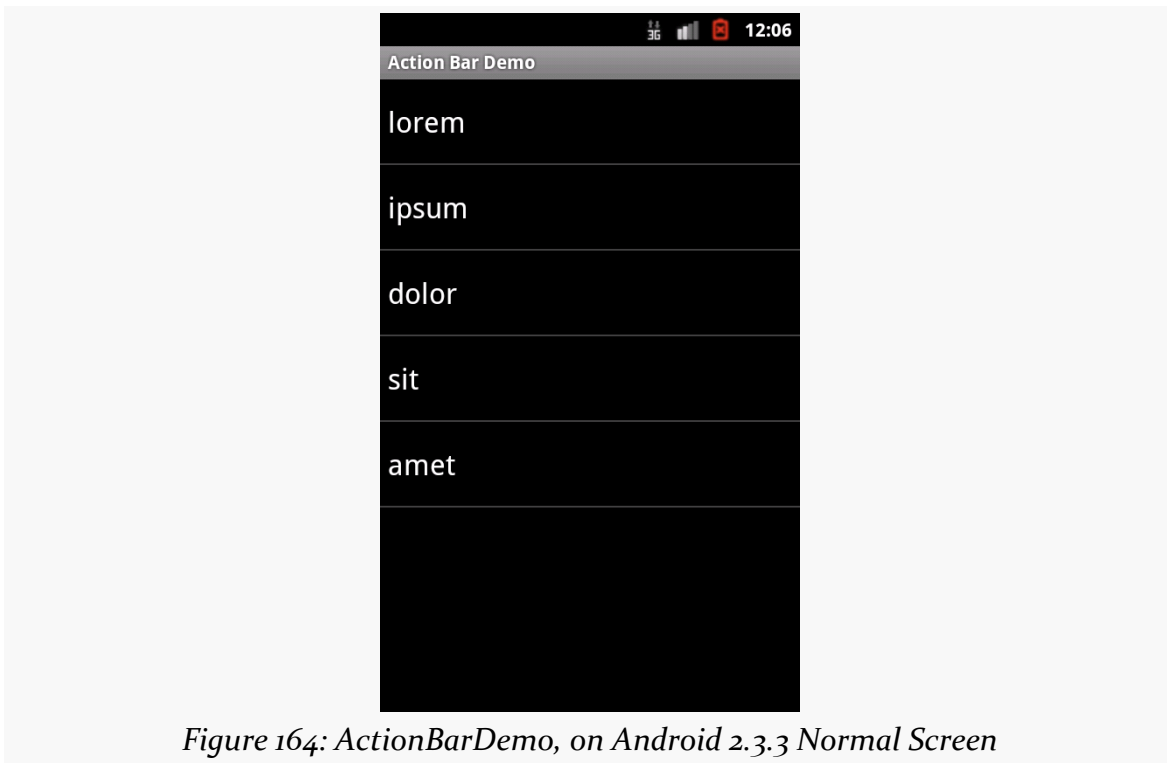 3G 12:06
Action Bar Demo
lorem
ipsum
dolor
sit
amet
Figure 164: ActionBarDemo, on Android 2.3.3 Normal Screen